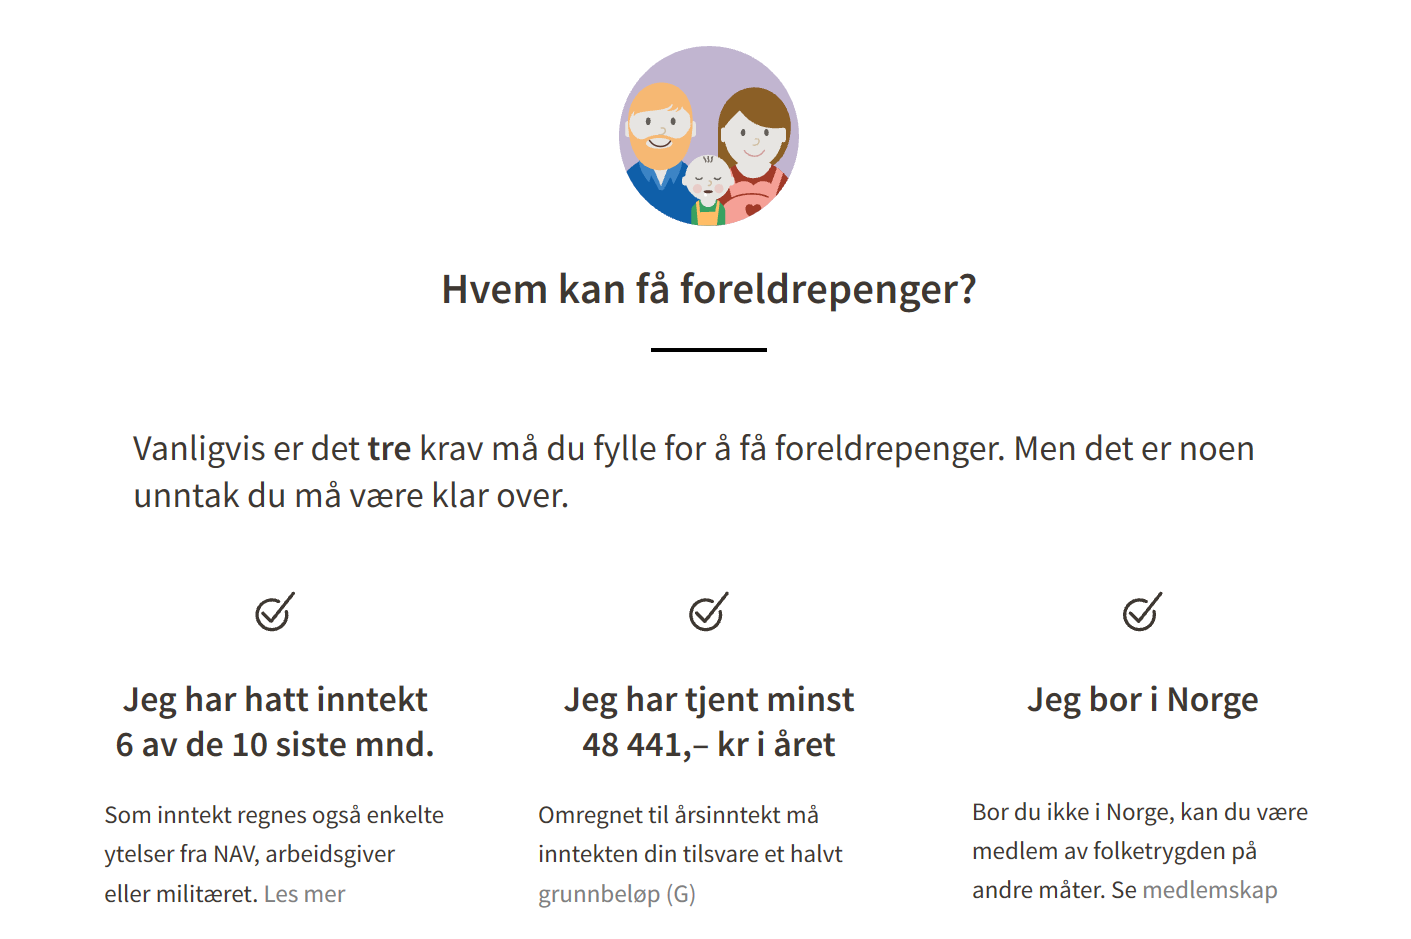 Hvem kan få foreldrepenger?
Vanligvis er det tre krav må du fylle for å få foreldrepenger. Men det er noen
unntak du må være klar over.
Jeg har hatt inntekt
6 av de 10 siste mnd.
Som inntekt regnes også enkelte
ytelser fra NAV, arbeidsgiver
eller militæret. Les mer
Jeg har tjent minst
48 441,– kr i året
Omregnet til årsinntekt må
inntekten din tilsvare et halvt
grunnbeløp (G)
Jeg bor i Norge
Bor du ikke i Norge, kan du være
medlem av folketrygden på
andre måter. Se medlemskap